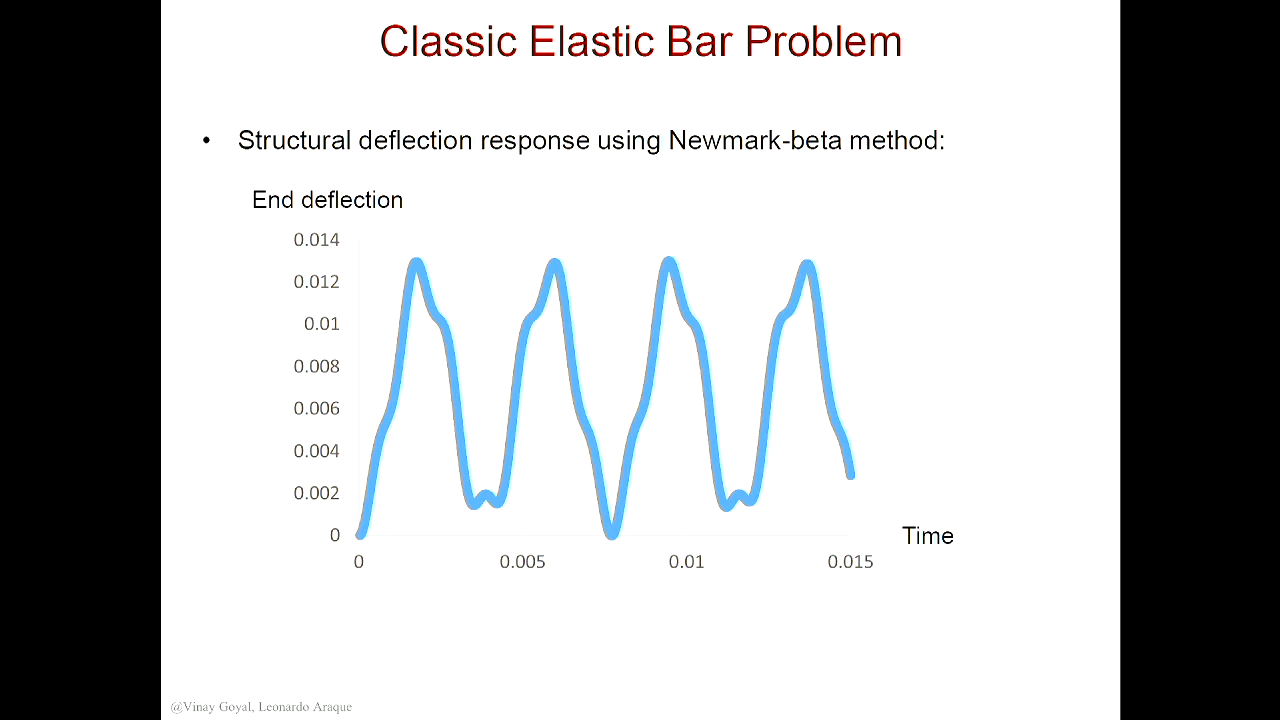 Classic Elastic Bar Problem
• Structural deflection response using Newmark-beta method:
End deflection
0.014
0.012
0.01
0.008
0.006
0.004
0.002
0
Time
0 0.005 0.01 0.015
@Vinay Goyal, Leonardo Araque